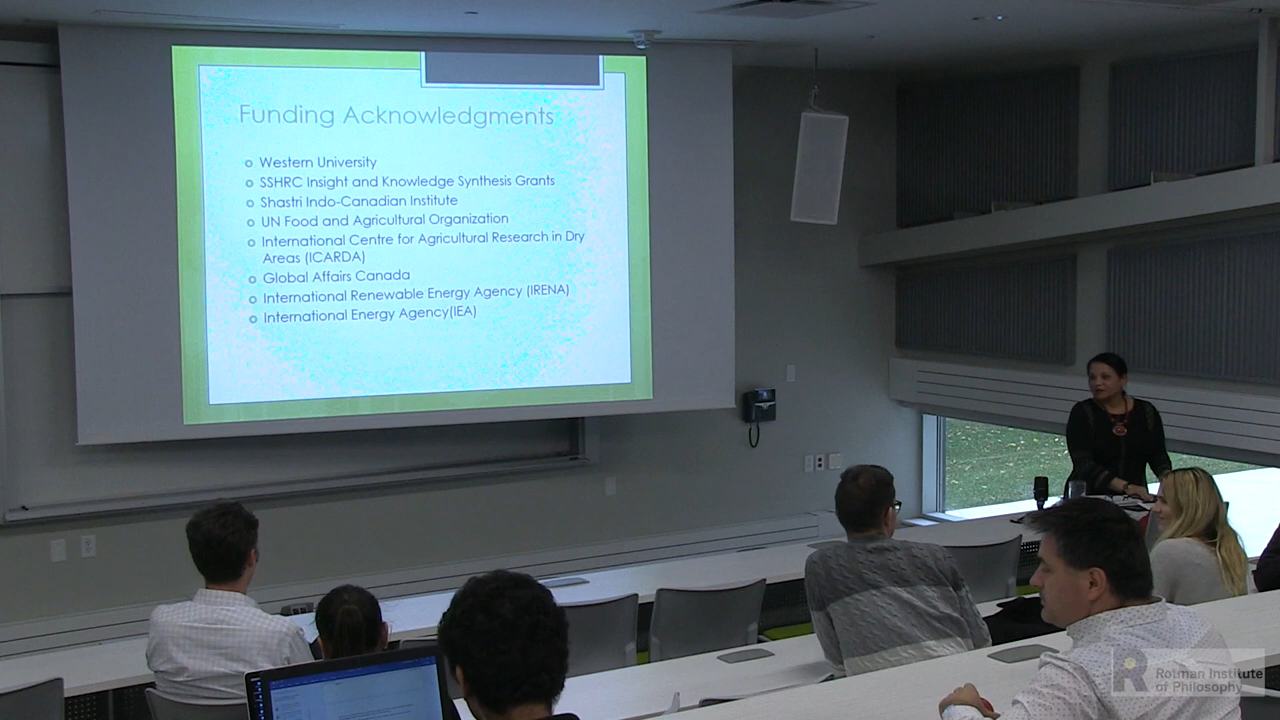 Funding Acknowledgments
Western University
SSHRC Insight and Knowledge Synthesis Grants
Shastri Indo-Canadian Institute
UN Food and Agricultural Organization
International Centre for Agricultural Research in Dry
Areas (ICARDA)
Global Affairs Canada
International Renewable Energy Agency (IRENA)
International Energy Agency(IEA)
Rotman Institute
of Philosophy